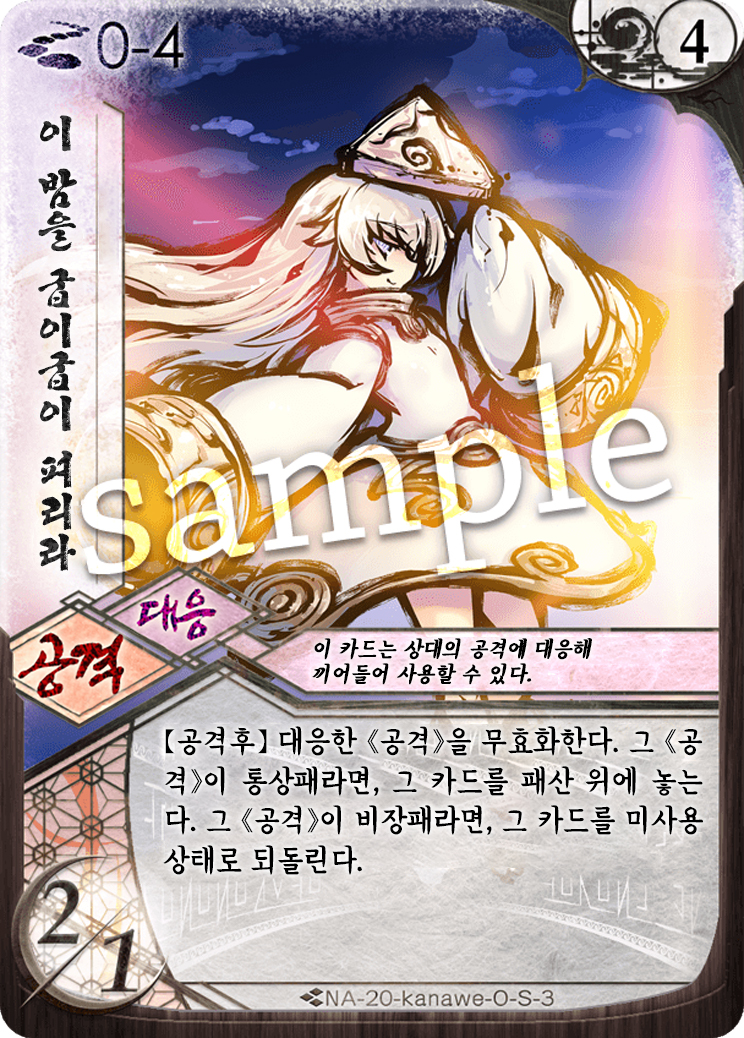 0-4
4
이 밤을 굽이굽이 펴리라
sample
대응
공격
이 카드는 상대의 공격에 대응해
끼어들어 사용할 수 있다.
【공격후】 대응한 《공격》을 무효화한다. 그 《공
격》이 통상패라면, 그 카드를 패산 위에 놓는
다. 그 《공격》이 비장패라면, 그 카드를 미사용
상태로 되돌린다.
2/1
NA-20-kanawe-O-S-3